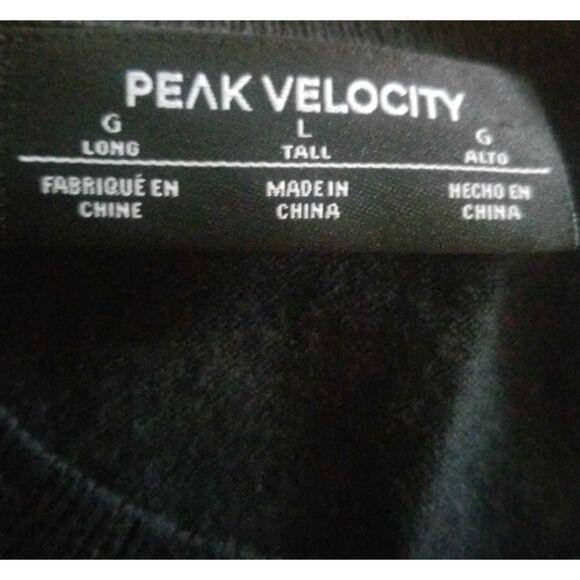 PEAK VELOCITY
G L G
LONG TALL ALTO
FABRIQUÉ EN MADE IN HECHO EN
CHINE CHINA CHINA